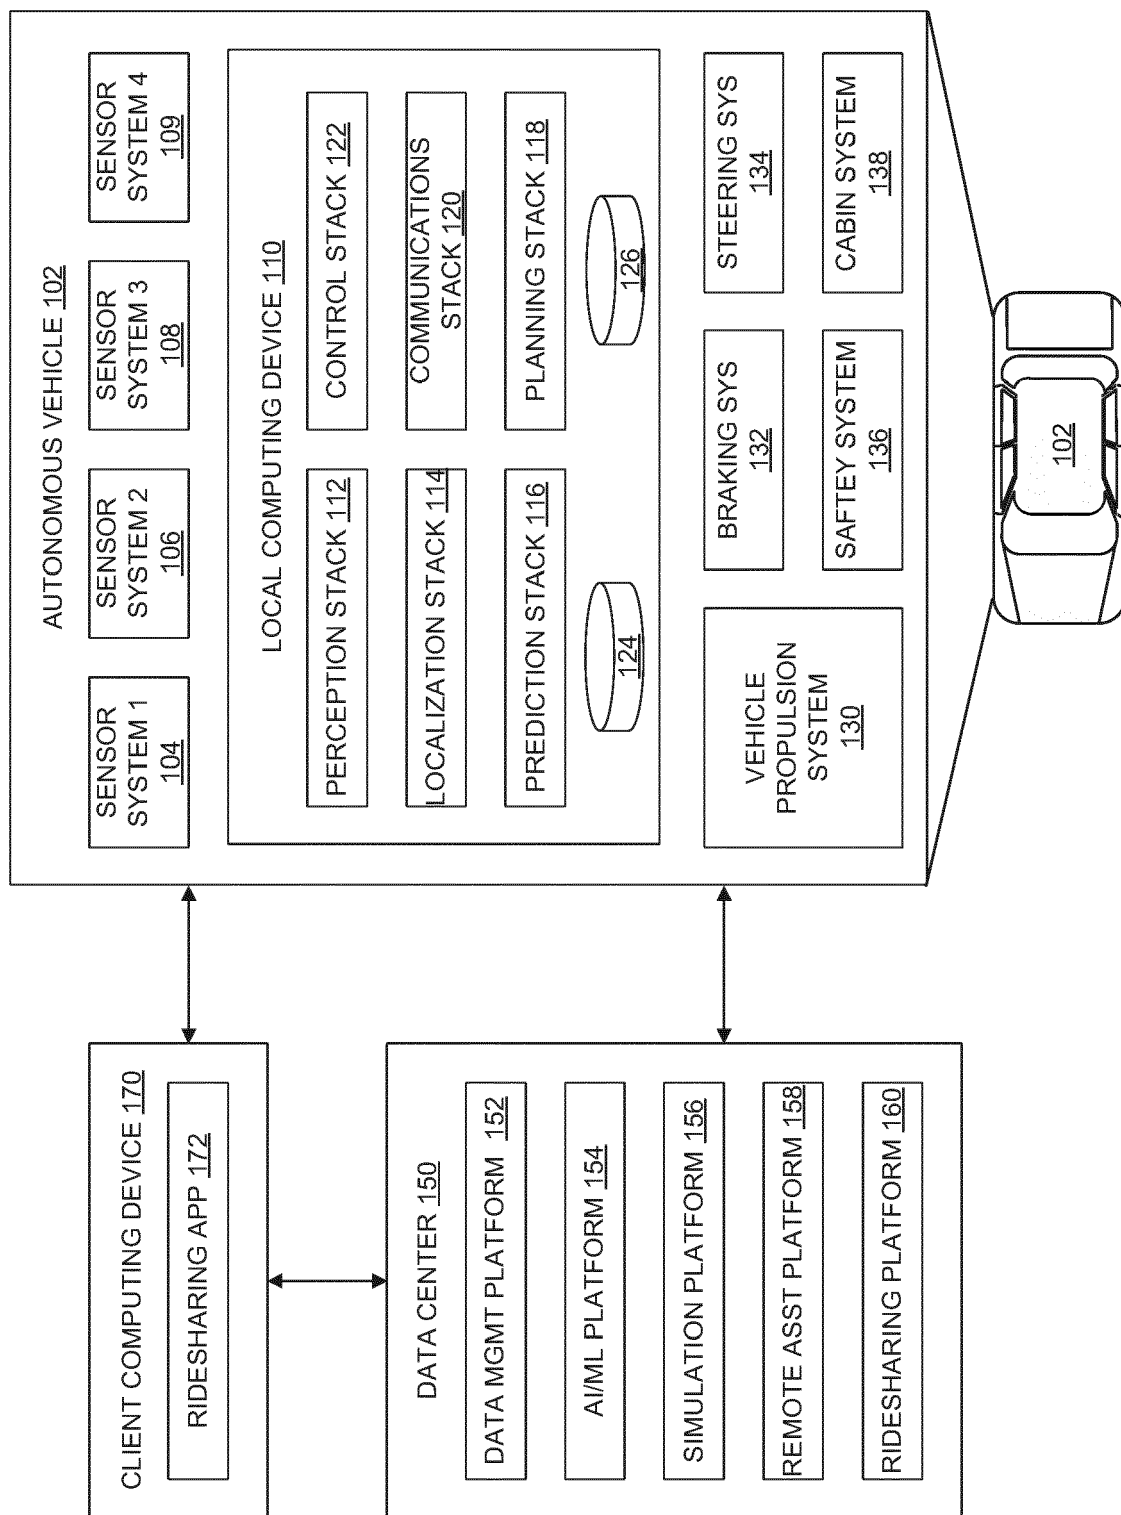 CLIENT COMPUTING DEVICE 170
RIDESHARING APP 172
DATA CENTER 150
DATA MGMT PLATFORM 152
AI/ML PLATFORM 154
SIMULATION PLATFORM 156
REMOTE ASST PLATFORM 158
RIDESHARING PLATFORM 160
AUTONOMOUS VEHICLE 102
SENSOR
SYSTEM 1
104
SENSOR
SYSTEM 2
106
SENSOR
SYSTEM 3
108
SENSOR
SYSTEM 4
109
LOCAL COMPUTING DEVICE 110
PERCEPTION STACK 112
CONTROL STACK 122
LOCALIZATION STACK 114
COMMUNICATIONS
STACK 120
PREDICTION STACK 116
PLANNING STACK 118
124
126
VEHICLE
PROPULSION
SYSTEM
130
BRAKING SYS
132
STEERING SYS
134
SAFTEY SYSTEM
136
CABIN SYSTEM
138
102